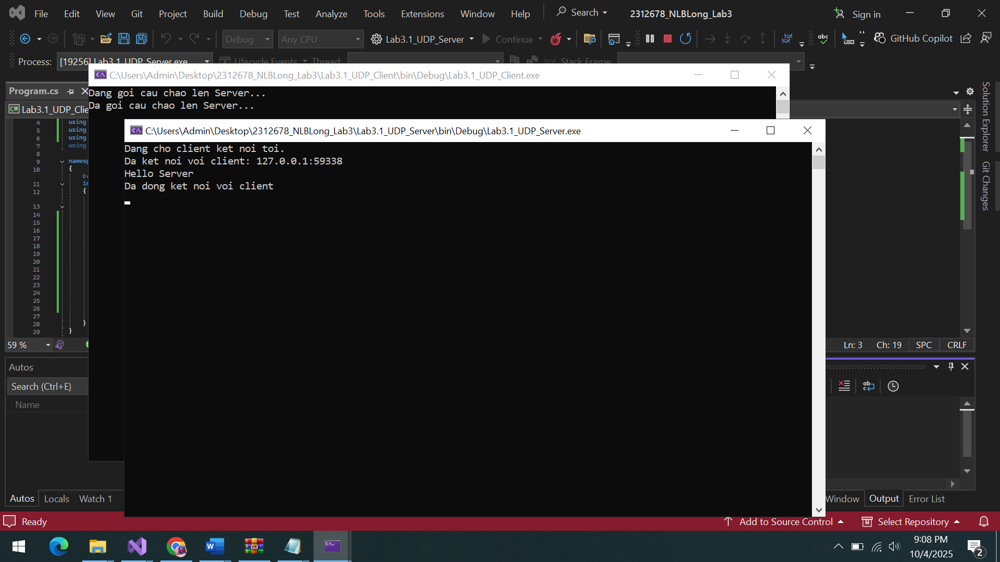 File Edit View Git Project Build Debug Test Analyze Tools Extensions Window Help Search 2312678_NLBLong_Lab3 Sign in
Debug Any CPU Lab3.1_UDP_Server Continue GitHub Copilot
Process: [19256] Lab3.1_UDP_Server.exe Lifecycle Events Thread: Stack Frame:
C:\Users\Admin\Desktop\2312678_NLBLong_Lab3\Lab3.1_UDP_Client\bin\Debug\Lab3.1_UDP_Client.exe
Program.cs
Dang goi cau chao len Server...
Da goi cau chao len Server...
C# Lab3.1_UDP_Clie
C:\Users\Admin\Desktop\2312678_NLBLong_Lab3\Lab3.1_UDP_Server\bin\Debug\Lab3.1_UDP_Server.exe
Dang cho client ket noi toi.
Da ket noi voi client: 127.0.0.1:59338
Hello Server
Da dong ket noi voi client
4 using
5 using
6 using
7 using
8
9 namesp
10 {
11 in
12 {
13
14
15
16
17
18
19
20
21
22
23
24
25
26
27
28 }
29 }
Solution Explorer
Git Changes
59 % Ln: 3 Ch: 19 SPC CRLF
Autos
Search (Ctrl+E)
Name
Autos Locals Watch 1 Window Output Error List
Ready Add to Source Control Select Repository
9:08 PM
10/4/2025
2